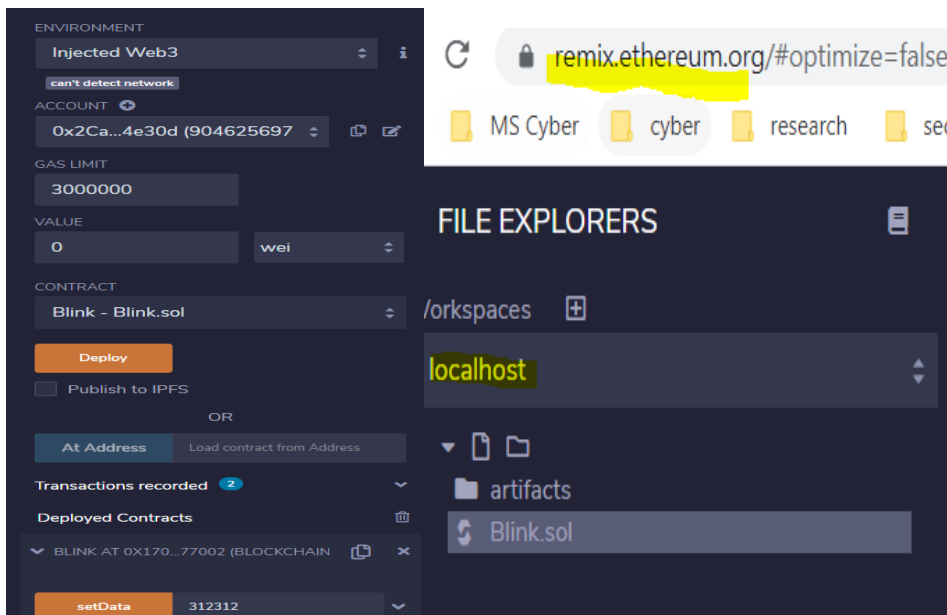 ENVIRONMENT
Injected Web3
i
can't detect network
ACCOUNT
0x2Ca...4e30d (904625697
GAS LIMIT
3000000
VALUE
0 wei
CONTRACT
Blink - Blink.sol
Deploy
Publish to IPFS
OR
At Address Load contract from Address
Transactions recorded 2
Deployed Contracts
BLINK AT 0X170...77002 (BLOCKCHAIN
setData 312312
remix.ethereum.org/#optimize=false
MS Cyber cyber research sec
FILE EXPLORERS
/orkspaces
localhost
artifacts
Blink.sol